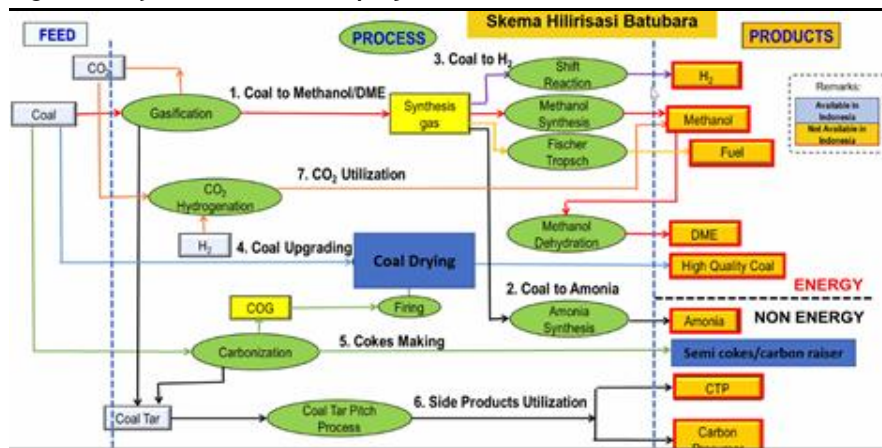 Skema Hilirisasi Batubara
FEED
PROCESS
PRODUCTS
CO₂
3. Coal to H₂
Shift
Reaction
H₂
Remarks:
Available in
Indonesia
Not Available in
Indonesia
Coal
Gasification
1. Coal to Methanol/DME
Synthesis
gas
Methanol
Synthesis
Methanol
Fischer
Tropsch
Fuel
7. CO₂ Utilization
CO₂
Hydrogenation
H₂
Methanol
Dehydration
DME
4. Coal Upgrading
Coal Drying
High Quality Coal
ENERGY
2. Coal to Amonia
NON ENERGY
COG
Firing
Amonia
Synthesis
Amonia
Carbonization
5. Cokes Making
Semi cokes/carbon raiser
CTP
Coal Tar
Coal Tar Pitch
Process
6. Side Products Utilization
Carbon